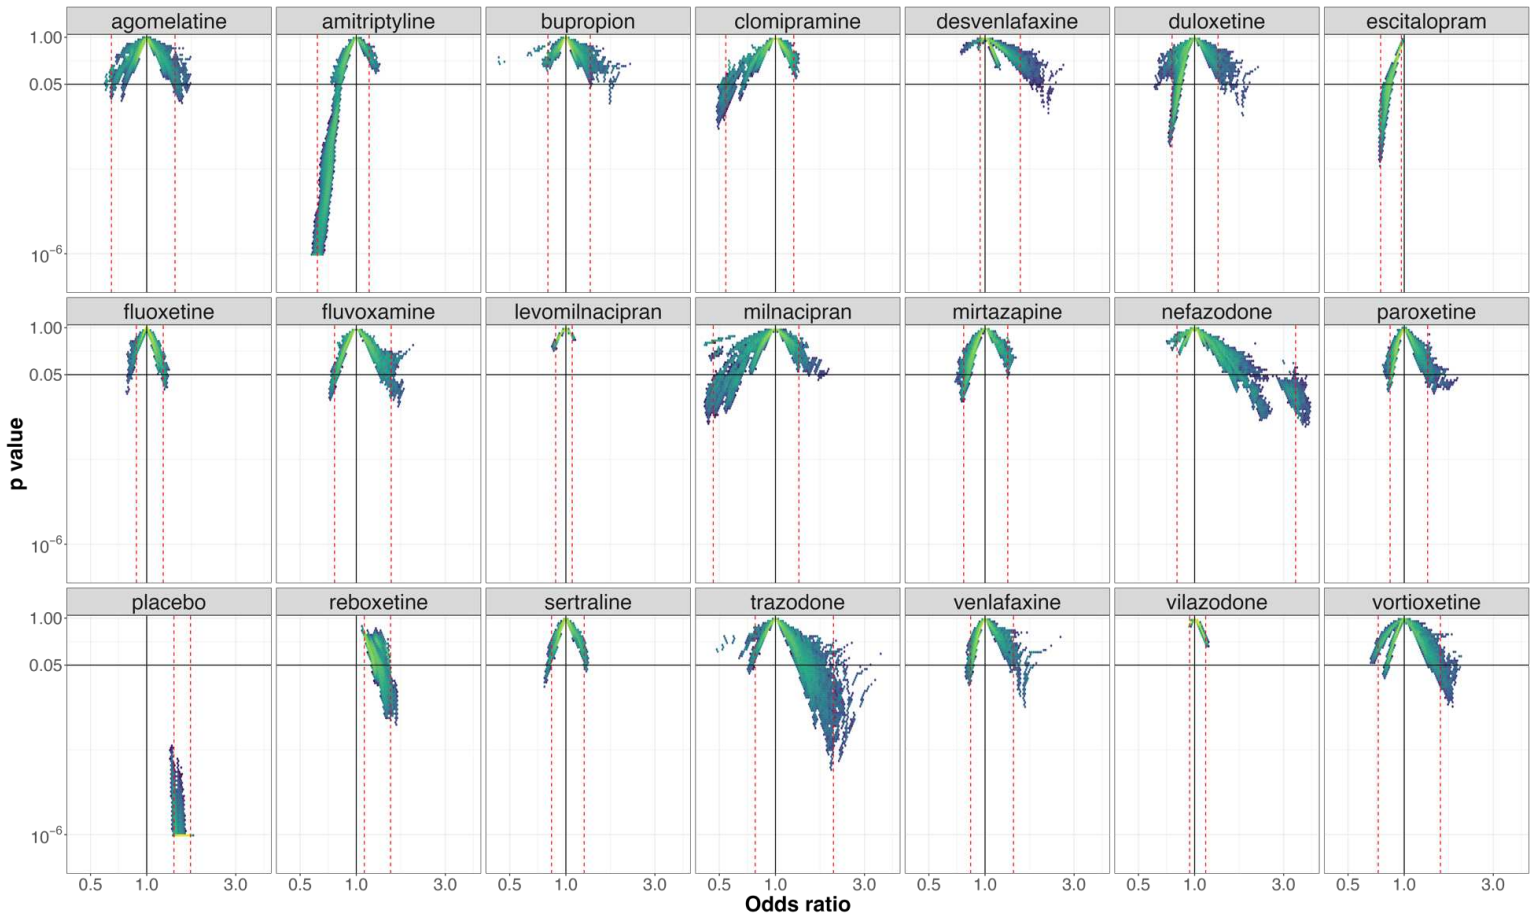 agomelatine amitriptyline bupropion clomipramine desvenlafaxine duloxetine escitalopram
1.00
0.05
10⁻⁶
fluoxetine fluvoxamine levomilnacipran milnacipran mirtazapine nefazodone paroxetine
1.00
0.05
10⁻⁶
p value
placebo reboxetine sertraline trazodone venlafaxine vilazodone vortioxetine
1.00
0.05
10⁻⁶
0.5 1.0 3.0 0.5 1.0 3.0 0.5 1.0 3.0 0.5 1.0 3.0 0.5 1.0 3.0 0.5 1.0 3.0 0.5 1.0 3.0
Odds ratio